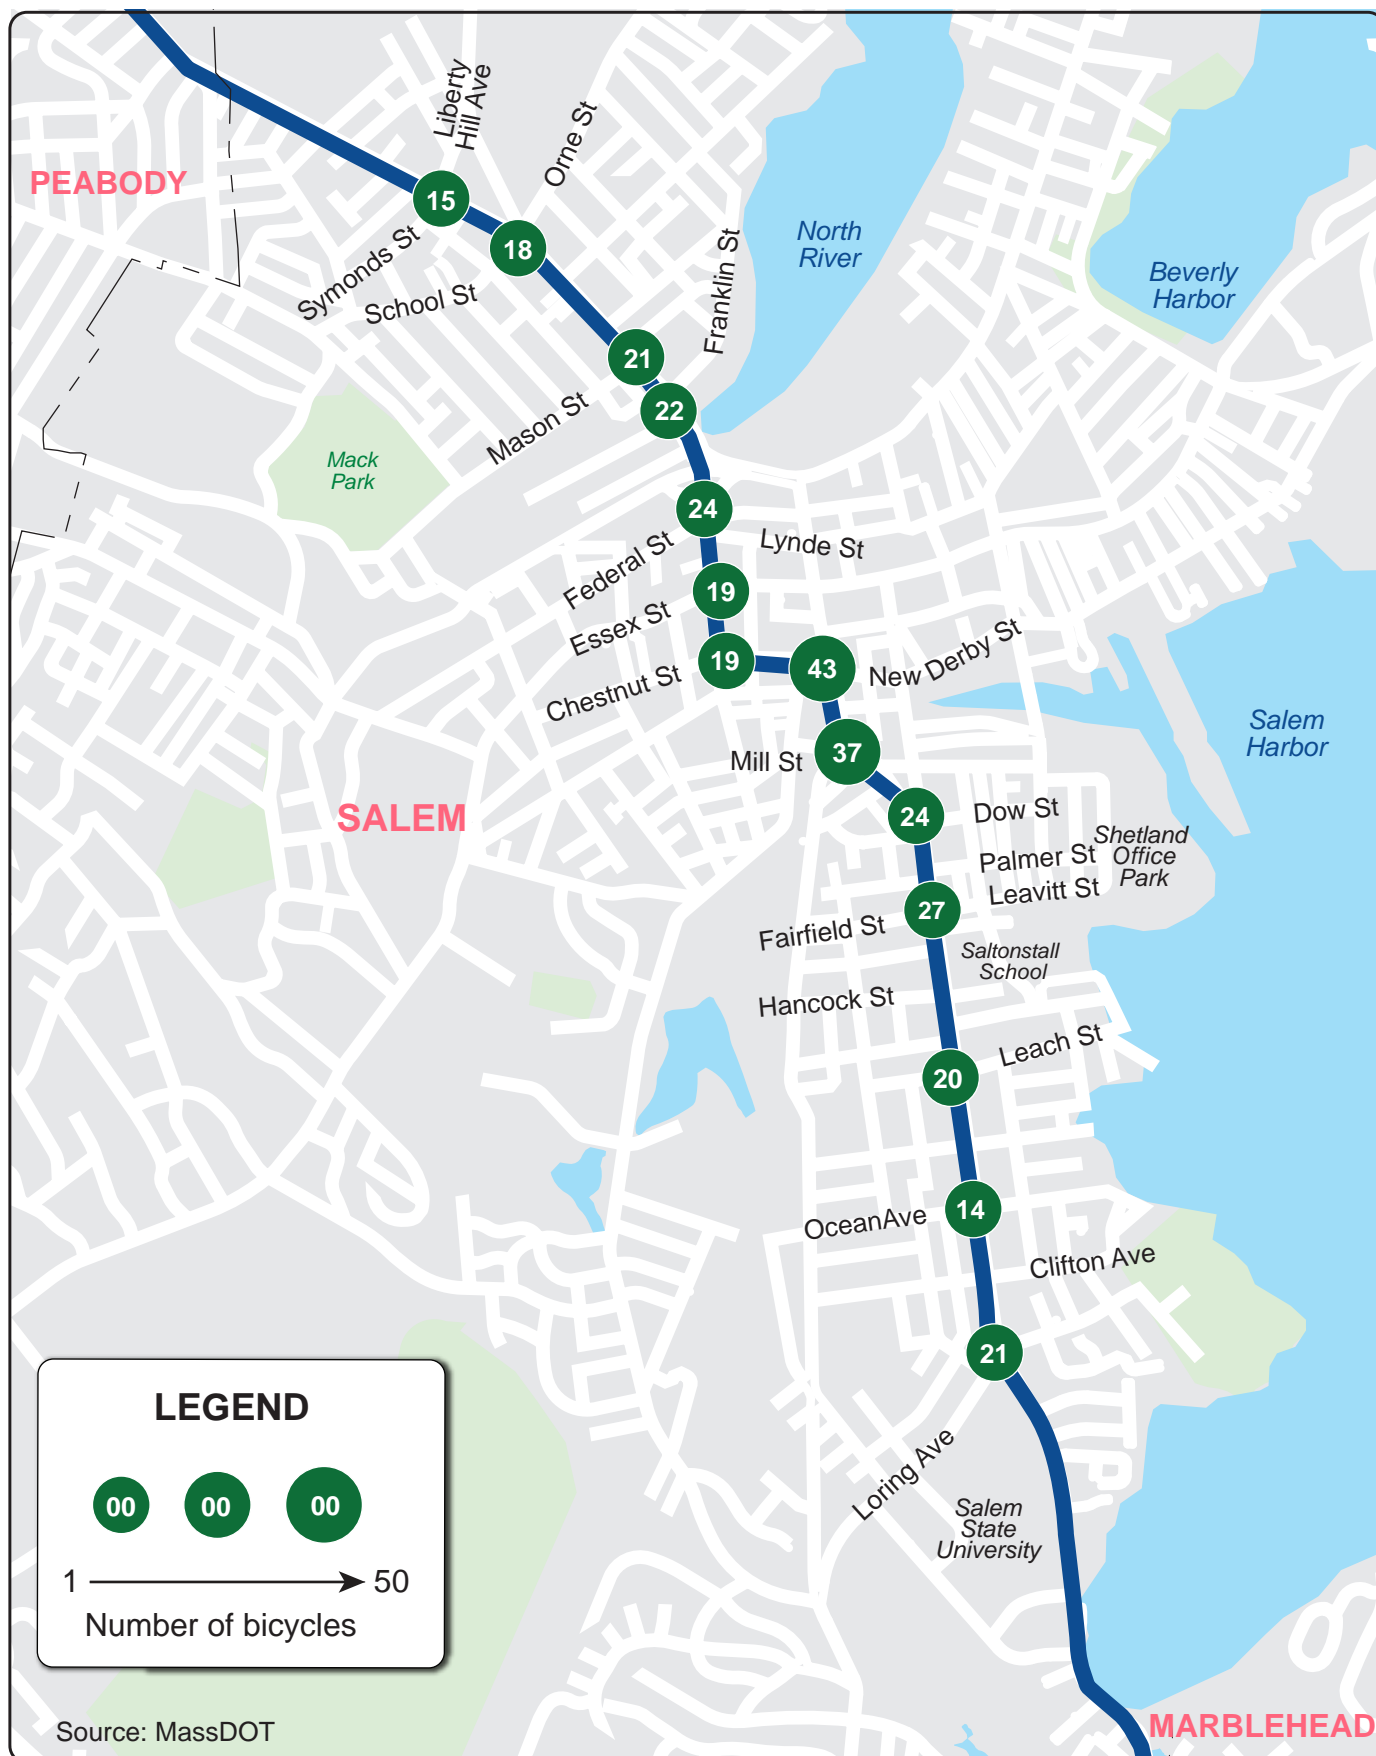 Liberty
Hill Ave
Orne St
PEABODY
15
18
North
River
Symonds St
School St
Franklin St
Beverly
Harbor
21
22
Mason St
Mack
Park
24
Lynde St
Federal St
19
Essex St
19
43
New Derby St
Chestnut St
Salem
Harbor
Mill St
37
SALEM
24
Dow St
Palmer St
Shetland
Office
Park
Leavitt St
27
Fairfield St
Saltonstall
School
Hancock St
Leach St
20
14
OceanAve
Clifton Ave
21
Loring Ave
Salem
State
University
LEGEND
00 00 00
1 50
Number of bicycles
Source: MassDOT
MARBLEHEAD